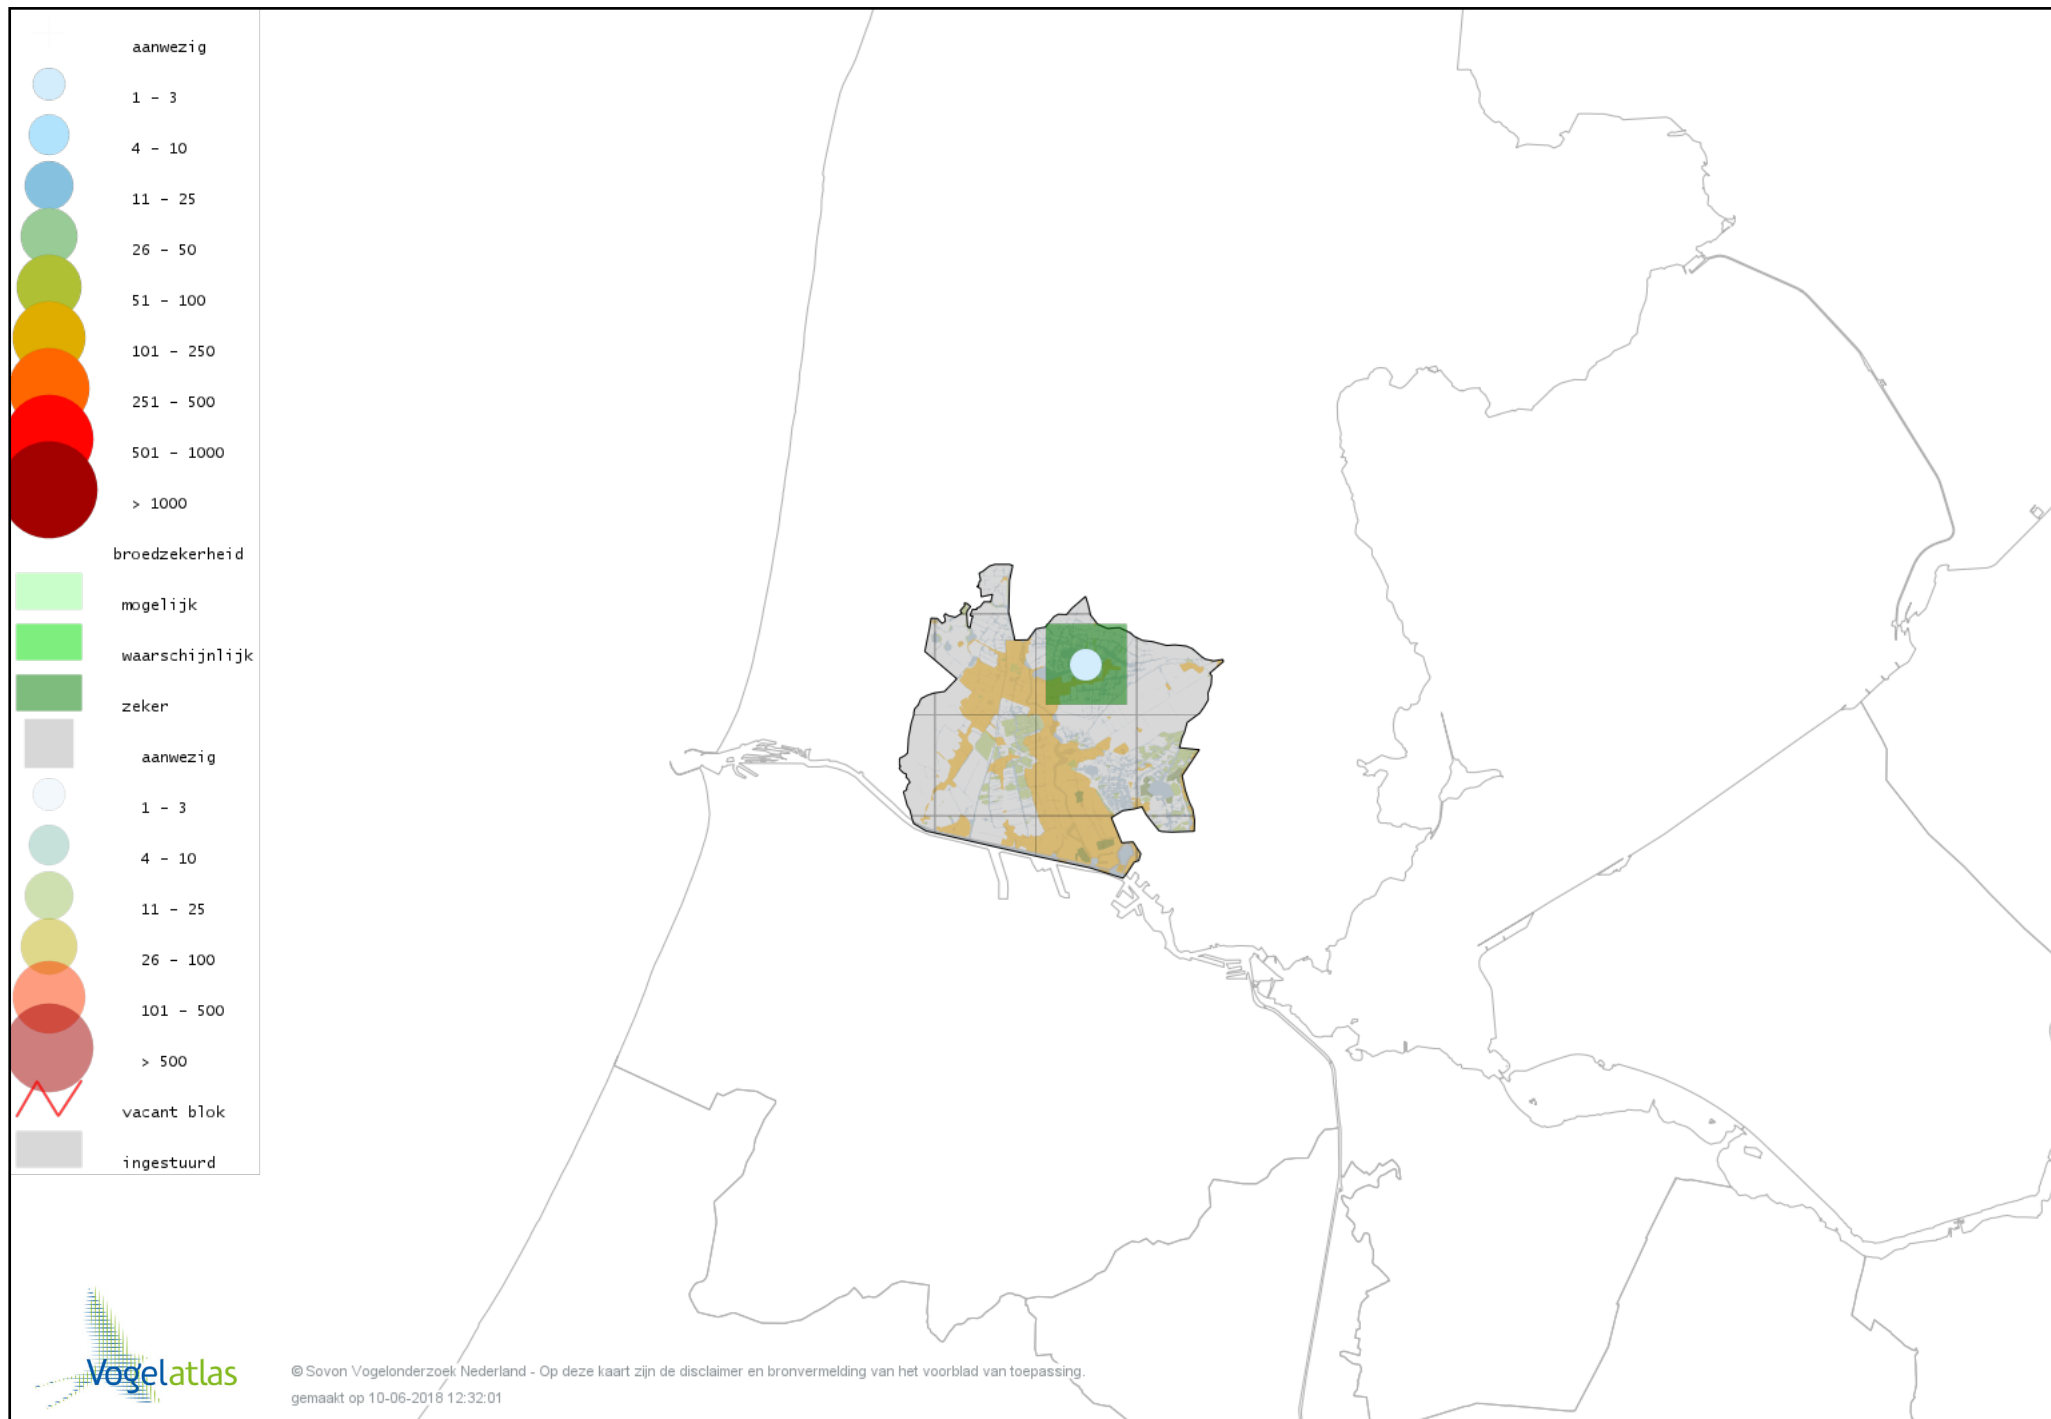 aanwezig
1 - 3
4 - 10
11 - 25
26 - 50
51 - 100
101 - 250
251 - 500
501 - 1000
> 1000
broedzekerheid
mogelijk
waarschijnlijk
zeker
aanwezig
1 - 3
4 - 10
11 - 25
26 - 100
101 - 500
> 500
vacant blok
ingestuurd
Vogelatlas
© Sovon Vogelonderzoek Nederland - Op deze kaart zijn de disclaimer en bronvermelding van het voorblad van toepassing.
gemaakt op 10-06-2018 12:32:01